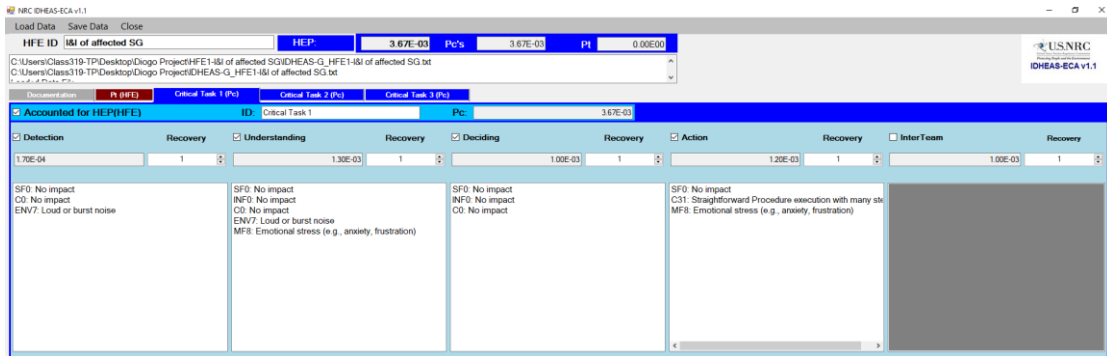 NRC IDHEAS-ECA v1.1
Load Data Save Data Close
HFE ID I&I of affected SG HEP: 3.67E-03 Pc's 3.67E-03 Pt 0.00E00
U.S.NRC
IDHEAS-ECA v1.1
C:\Users\Class319-TP\Desktop\Diogo Project\HFE1-I&I of affected SG\IDHEAS-G_HFE1-I&I of affected SG.txt
C:\Users\Class319-TP\Desktop\Diogo Project\IDHEAS-G_HFE1-I&I of affected SG.txt
Documentation Pt (HFE) Critical Task 1 (Pc) Critical Task 2 (Pc) Critical Task 3 (Pc)
Accounted for HEP(HFE) ID: Critical Task 1 Pc: 3.67E-03
Detection Recovery Understanding Recovery Deciding Recovery Action Recovery InterTeam Recovery
1.70E-04 1 1.30E-03 1 1.00E-03 1 1.20E-03 1 1.00E-03 1
SF0: No impact
C0: No impact
ENV7: Loud or burst noise
SF0: No impact
INF0: No impact
C0: No impact
ENV7: Loud or burst noise
MF8: Emotional stress (e.g., anxiety, frustration)
SF0: No impact
INF0: No impact
C0: No impact
SF0: No impact
C31: Straightforward Procedure execution with many ste
MF8: Emotional stress (e.g., anxiety, frustration)